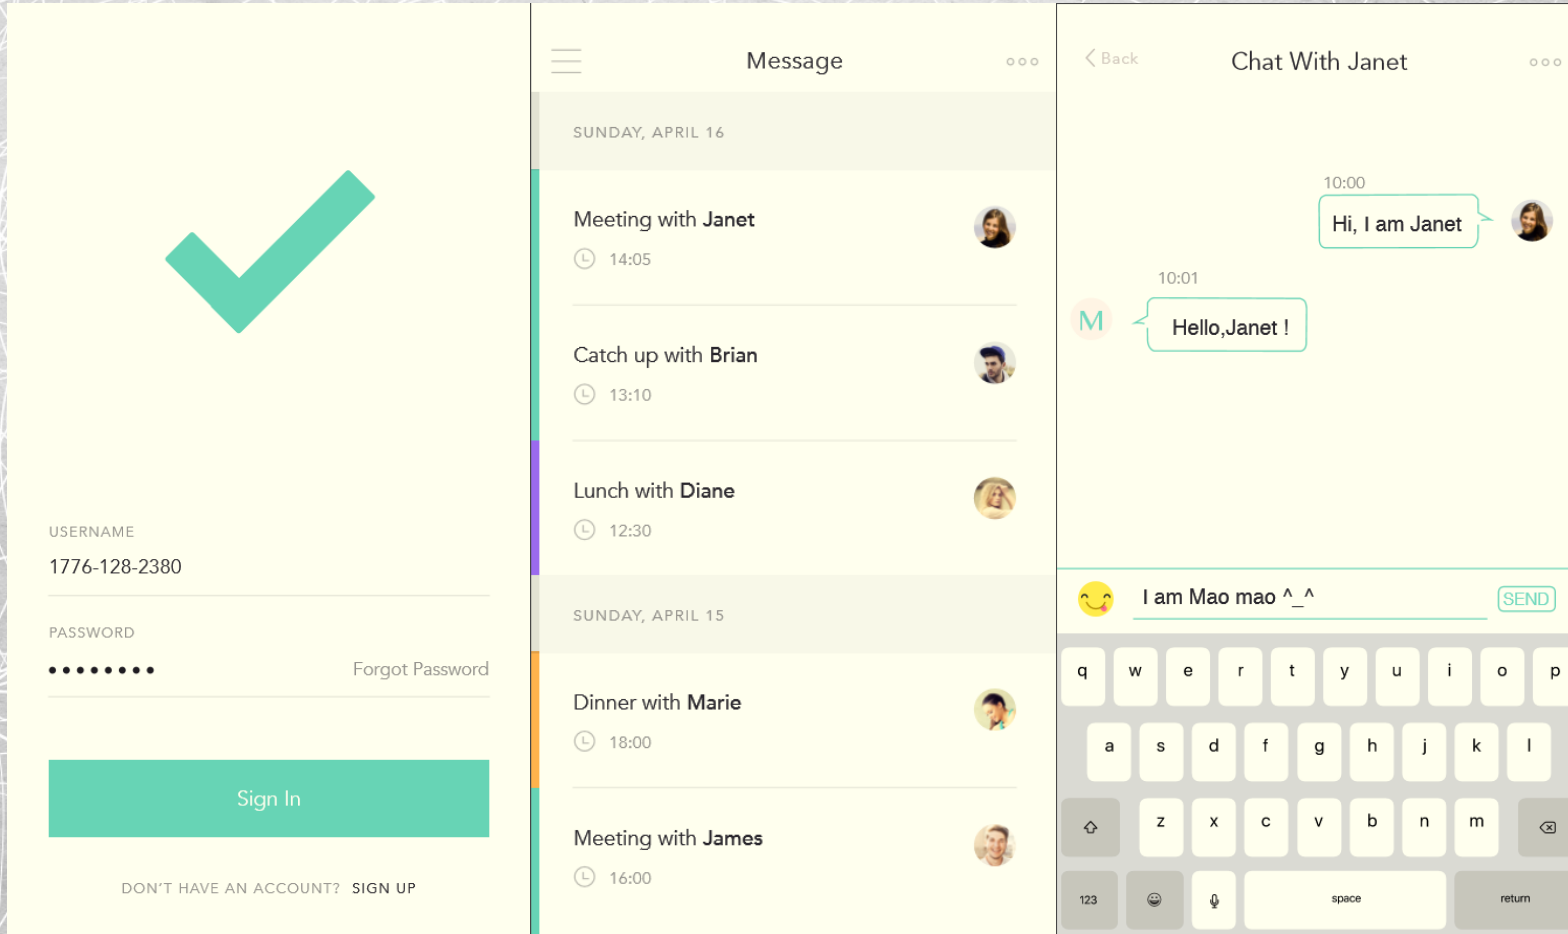 USERNAME
1776-128-2380
PASSWORD
Forgot Password
Sign In
DON'T HAVE AN ACCOUNT? SIGN UP
Message
SUNDAY, APRIL 16
Meeting with Janet
14:05
Catch up with Brian
13:10
Lunch with Diane
12:30
SUNDAY, APRIL 15
Dinner with Marie
18:00
Meeting with James
16:00
Back
Chat With Janet
10:00
Hi, I am Janet
10:01
M
Hello,Janet !
I am Mao mao ^_^
SEND
q w e r t y u i o p
a s d f g h j k l
z x c v b n m
123 space return